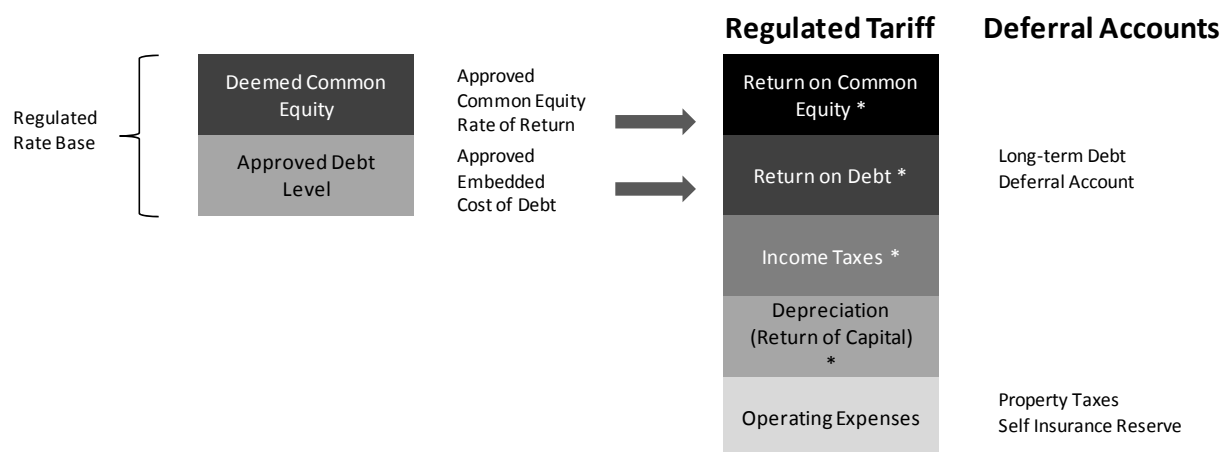 Regulated Tariff
Deferral Accounts
Regulated
Rate Base
Deemed Common
Equity
Approved Debt
Level
Approved
Common Equity
Rate of Return
Approved
Embedded
Cost of Debt
Return on Common
Equity *
Return on Debt *
Income Taxes *
Depreciation
(Return of Capital)
*
Operating Expenses
Long-term Debt
Deferral Account
Property Taxes
Self Insurance Reserve